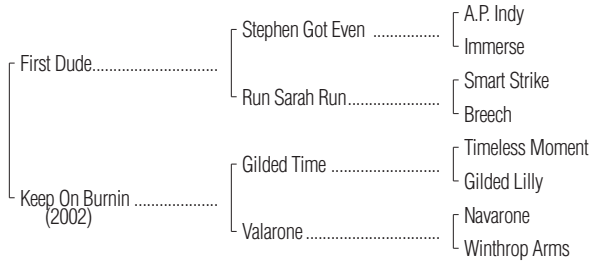 A.P. Indy
Stephen Got Even ................
Immerse
First Dude..............................
Smart Strike
Run Sarah Run......................
Breech
Timeless Moment
Gilded Time ..........................
Gilded Lilly
Keep On Burnin ....................
(2002)
Navarone
Valarone ................................
Winthrop Arms